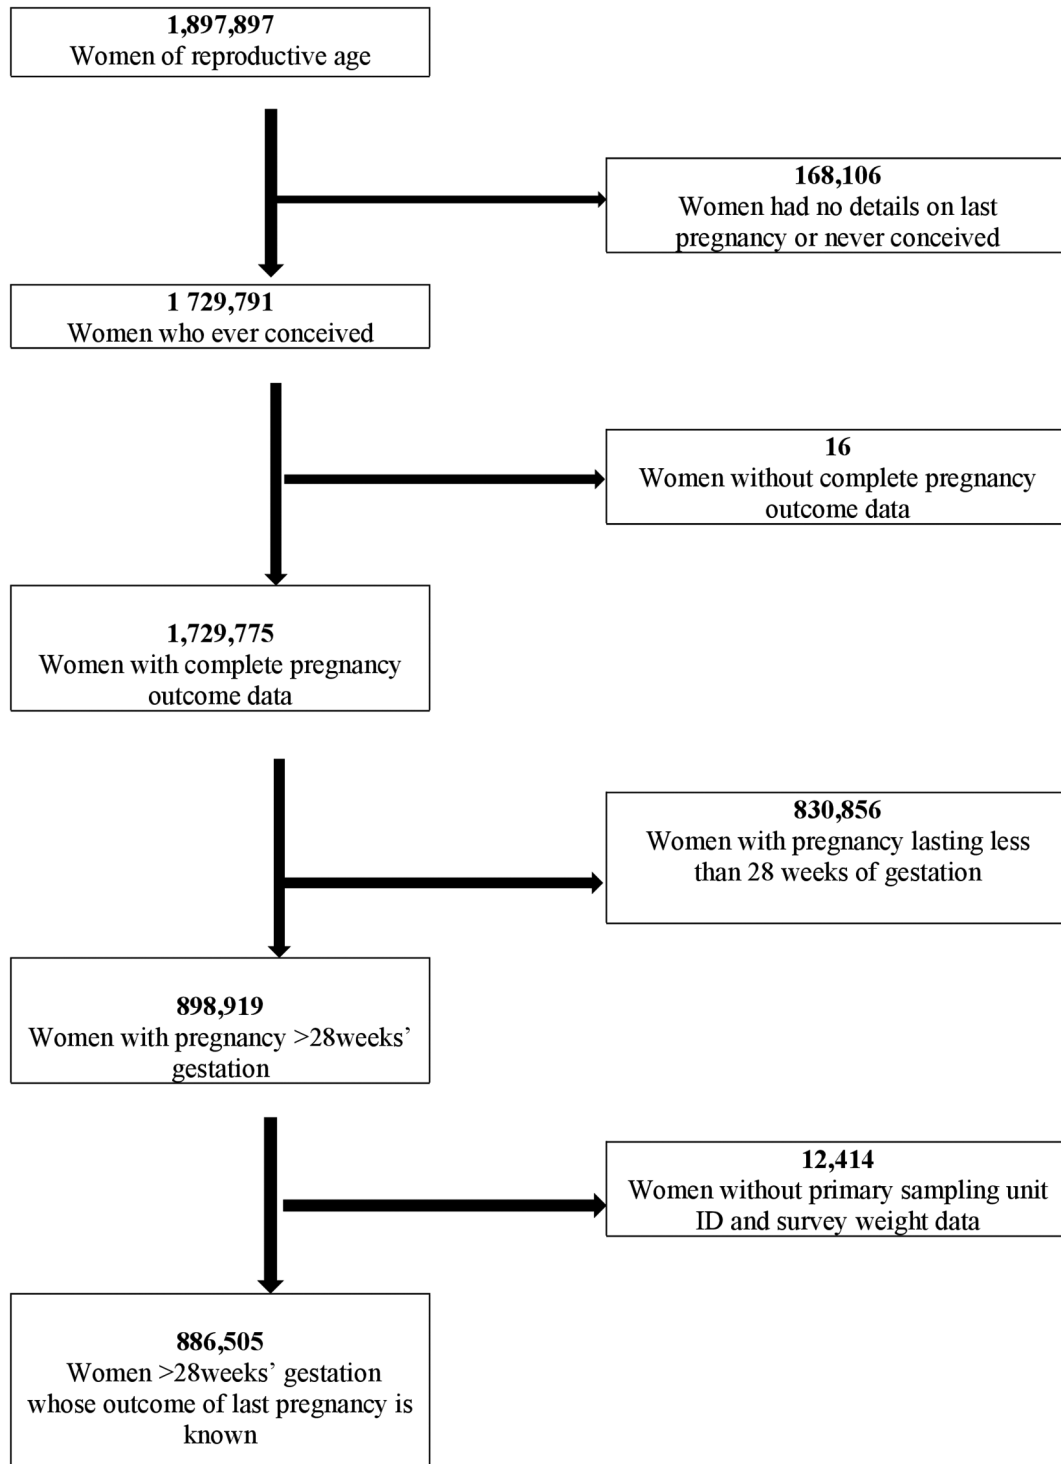 1,897,897
Women of reproductive age
168,106
Women had no details on last
pregnancy or never conceived
1 729,791
Women who ever conceived
16
Women without complete pregnancy
outcome data
1,729,775
Women with complete pregnancy
outcome data
830,856
Women with pregnancy lasting less
than 28 weeks of gestation
898,919
Women with pregnancy >28weeks’
gestation
12,414
Women without primary sampling unit
ID and survey weight data
886,505
Women >28weeks’ gestation
whose outcome of last pregnancy is
known